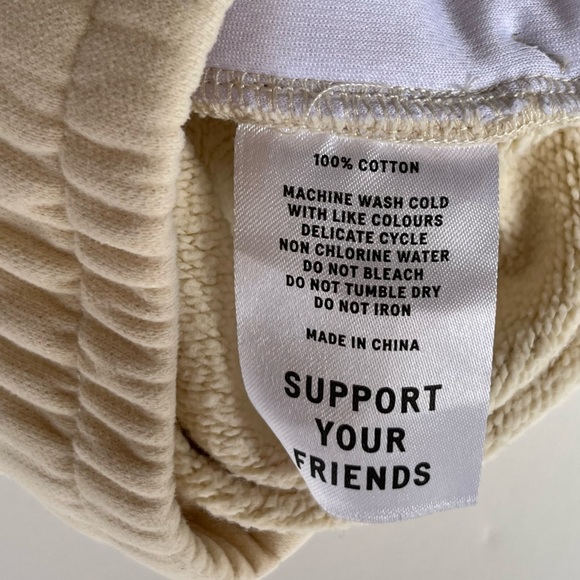 100% COTTON
MACHINE WASH COLD
WITH LIKE COLOURS
DELICATE CYCLE
NON CHLORINE WATER
DO NOT BLEACH
DO NOT TUMBLE DRY
DO NOT IRON
MADE IN CHINA
SUPPORT
YOUR
FRIENDS